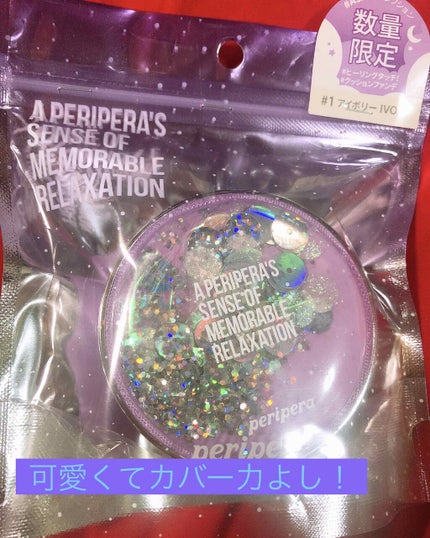 数量
限定
#ヒーリングタッチ!
#クッションファンデ
#1 アイボリー IVO
A PERIPERA'S
SENSE OF
MEMORABLE
RELAXATION
A PERIPERA'S
SENSE OF
MEMORABLE
RELAXATION
peripera
peripe
可愛くてカバー力よし!